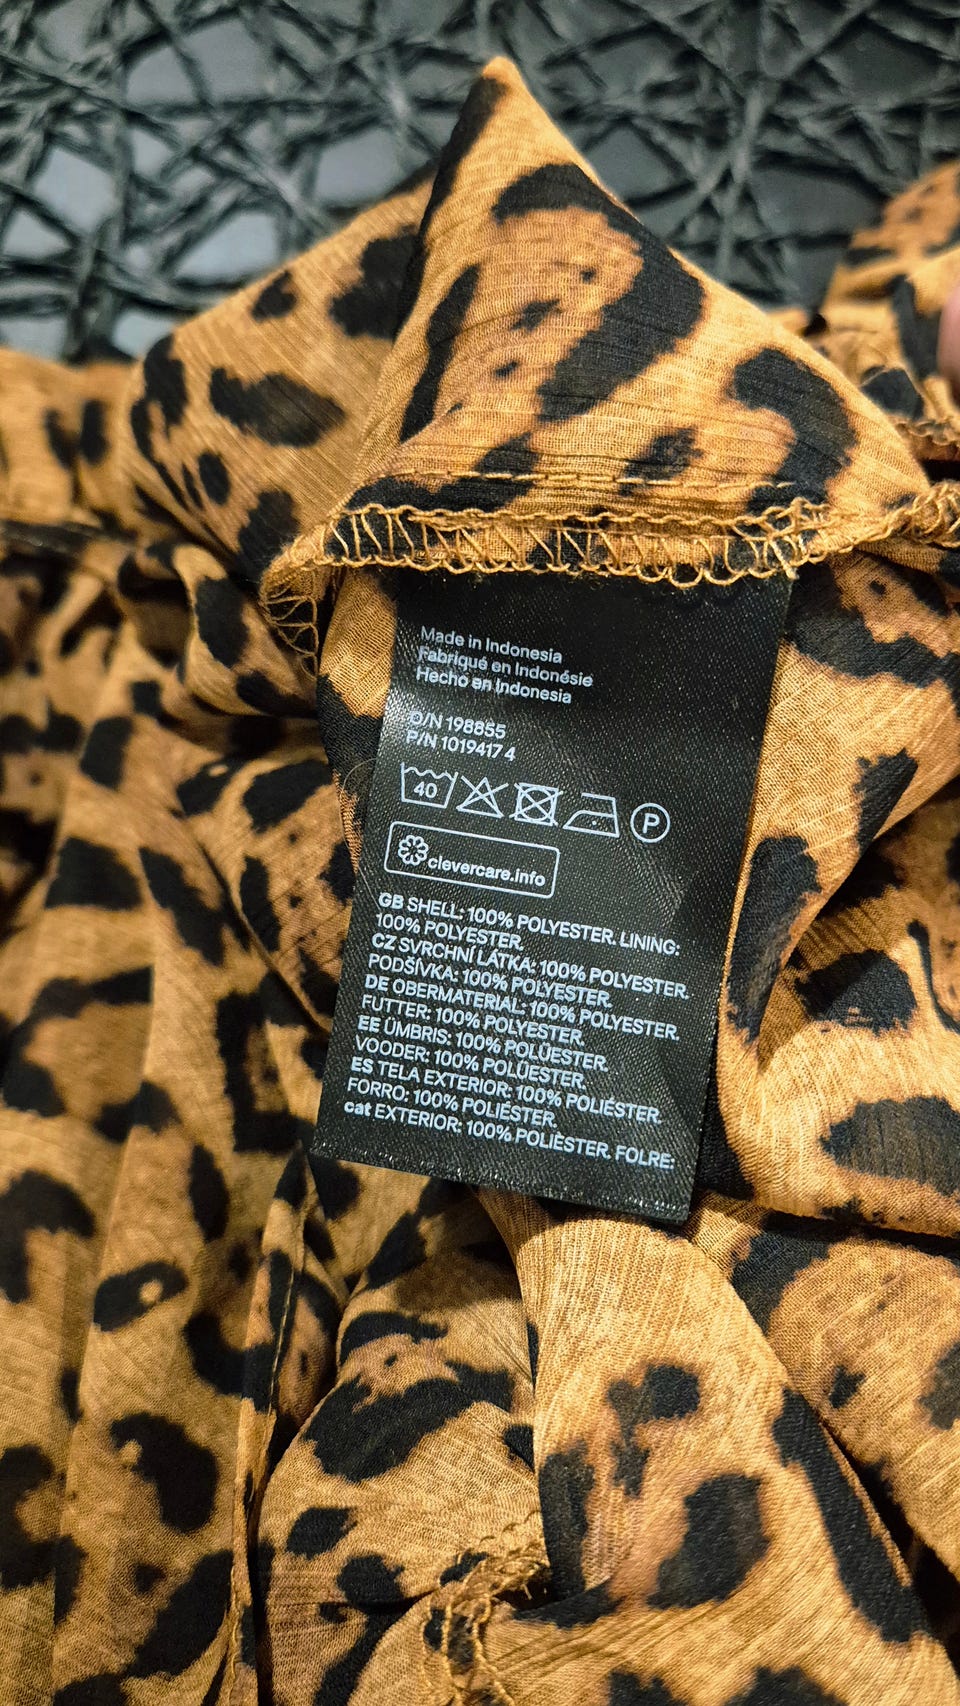 Made in Indonesia
Fabriqué en Indonésie
Hecho en Indonesia
O/N 198855
P/N 1019417 4
40
P
clevercare.info
GB SHELL: 100% POLYESTER. LINING:
100% POLYESTER.
CZ SVRCHNÍ LÁTKA: 100% POLYESTER.
PODŠÍVKA: 100% POLYESTER.
DE OBERMATERIAL: 100% POLYESTER.
FUTTER: 100% POLYESTER.
EE ÜMBRIS: 100% POLÜESTER.
VOODER: 100% POLÜESTER.
ES TELA EXTERIOR: 100% POLIÉSTER.
FORRO: 100% POLIÉSTER.
cat EXTERIOR: 100% POLIÈSTER. FOLRE: